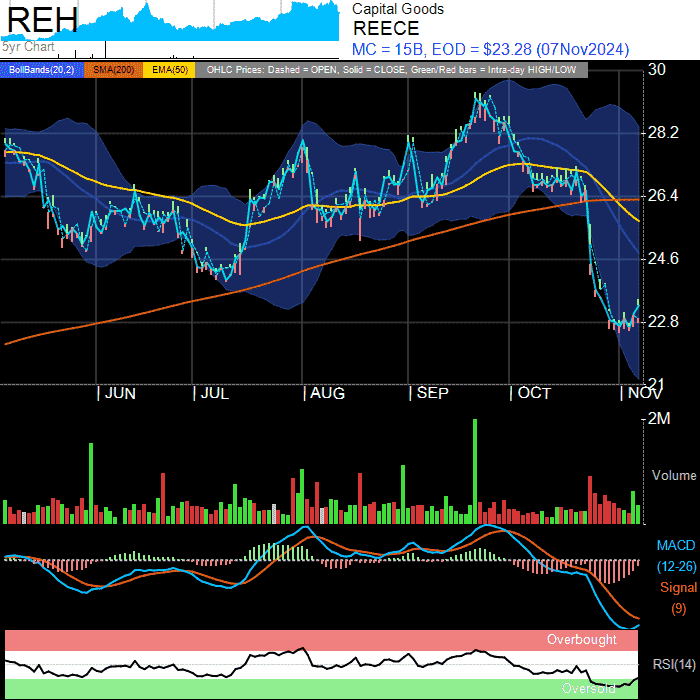 REH
5yr Chart
Capital Goods
REECE
MC = 15B, EOD = $23.28 (07Nov2024)
BollBands(20,2) SMA(200) EMA(50) OHLC Prices: Dashed = OPEN, Solid = CLOSE, Green/Red bars = Intra-day HIGH/LOW
30
28.2
26.4
24.6
22.8
21
JUN JUL AUG SEP OCT NOV
2M
Volume
MACD
(12-26)
Signal
(9)
Overbought
RSI(14)
Oversold